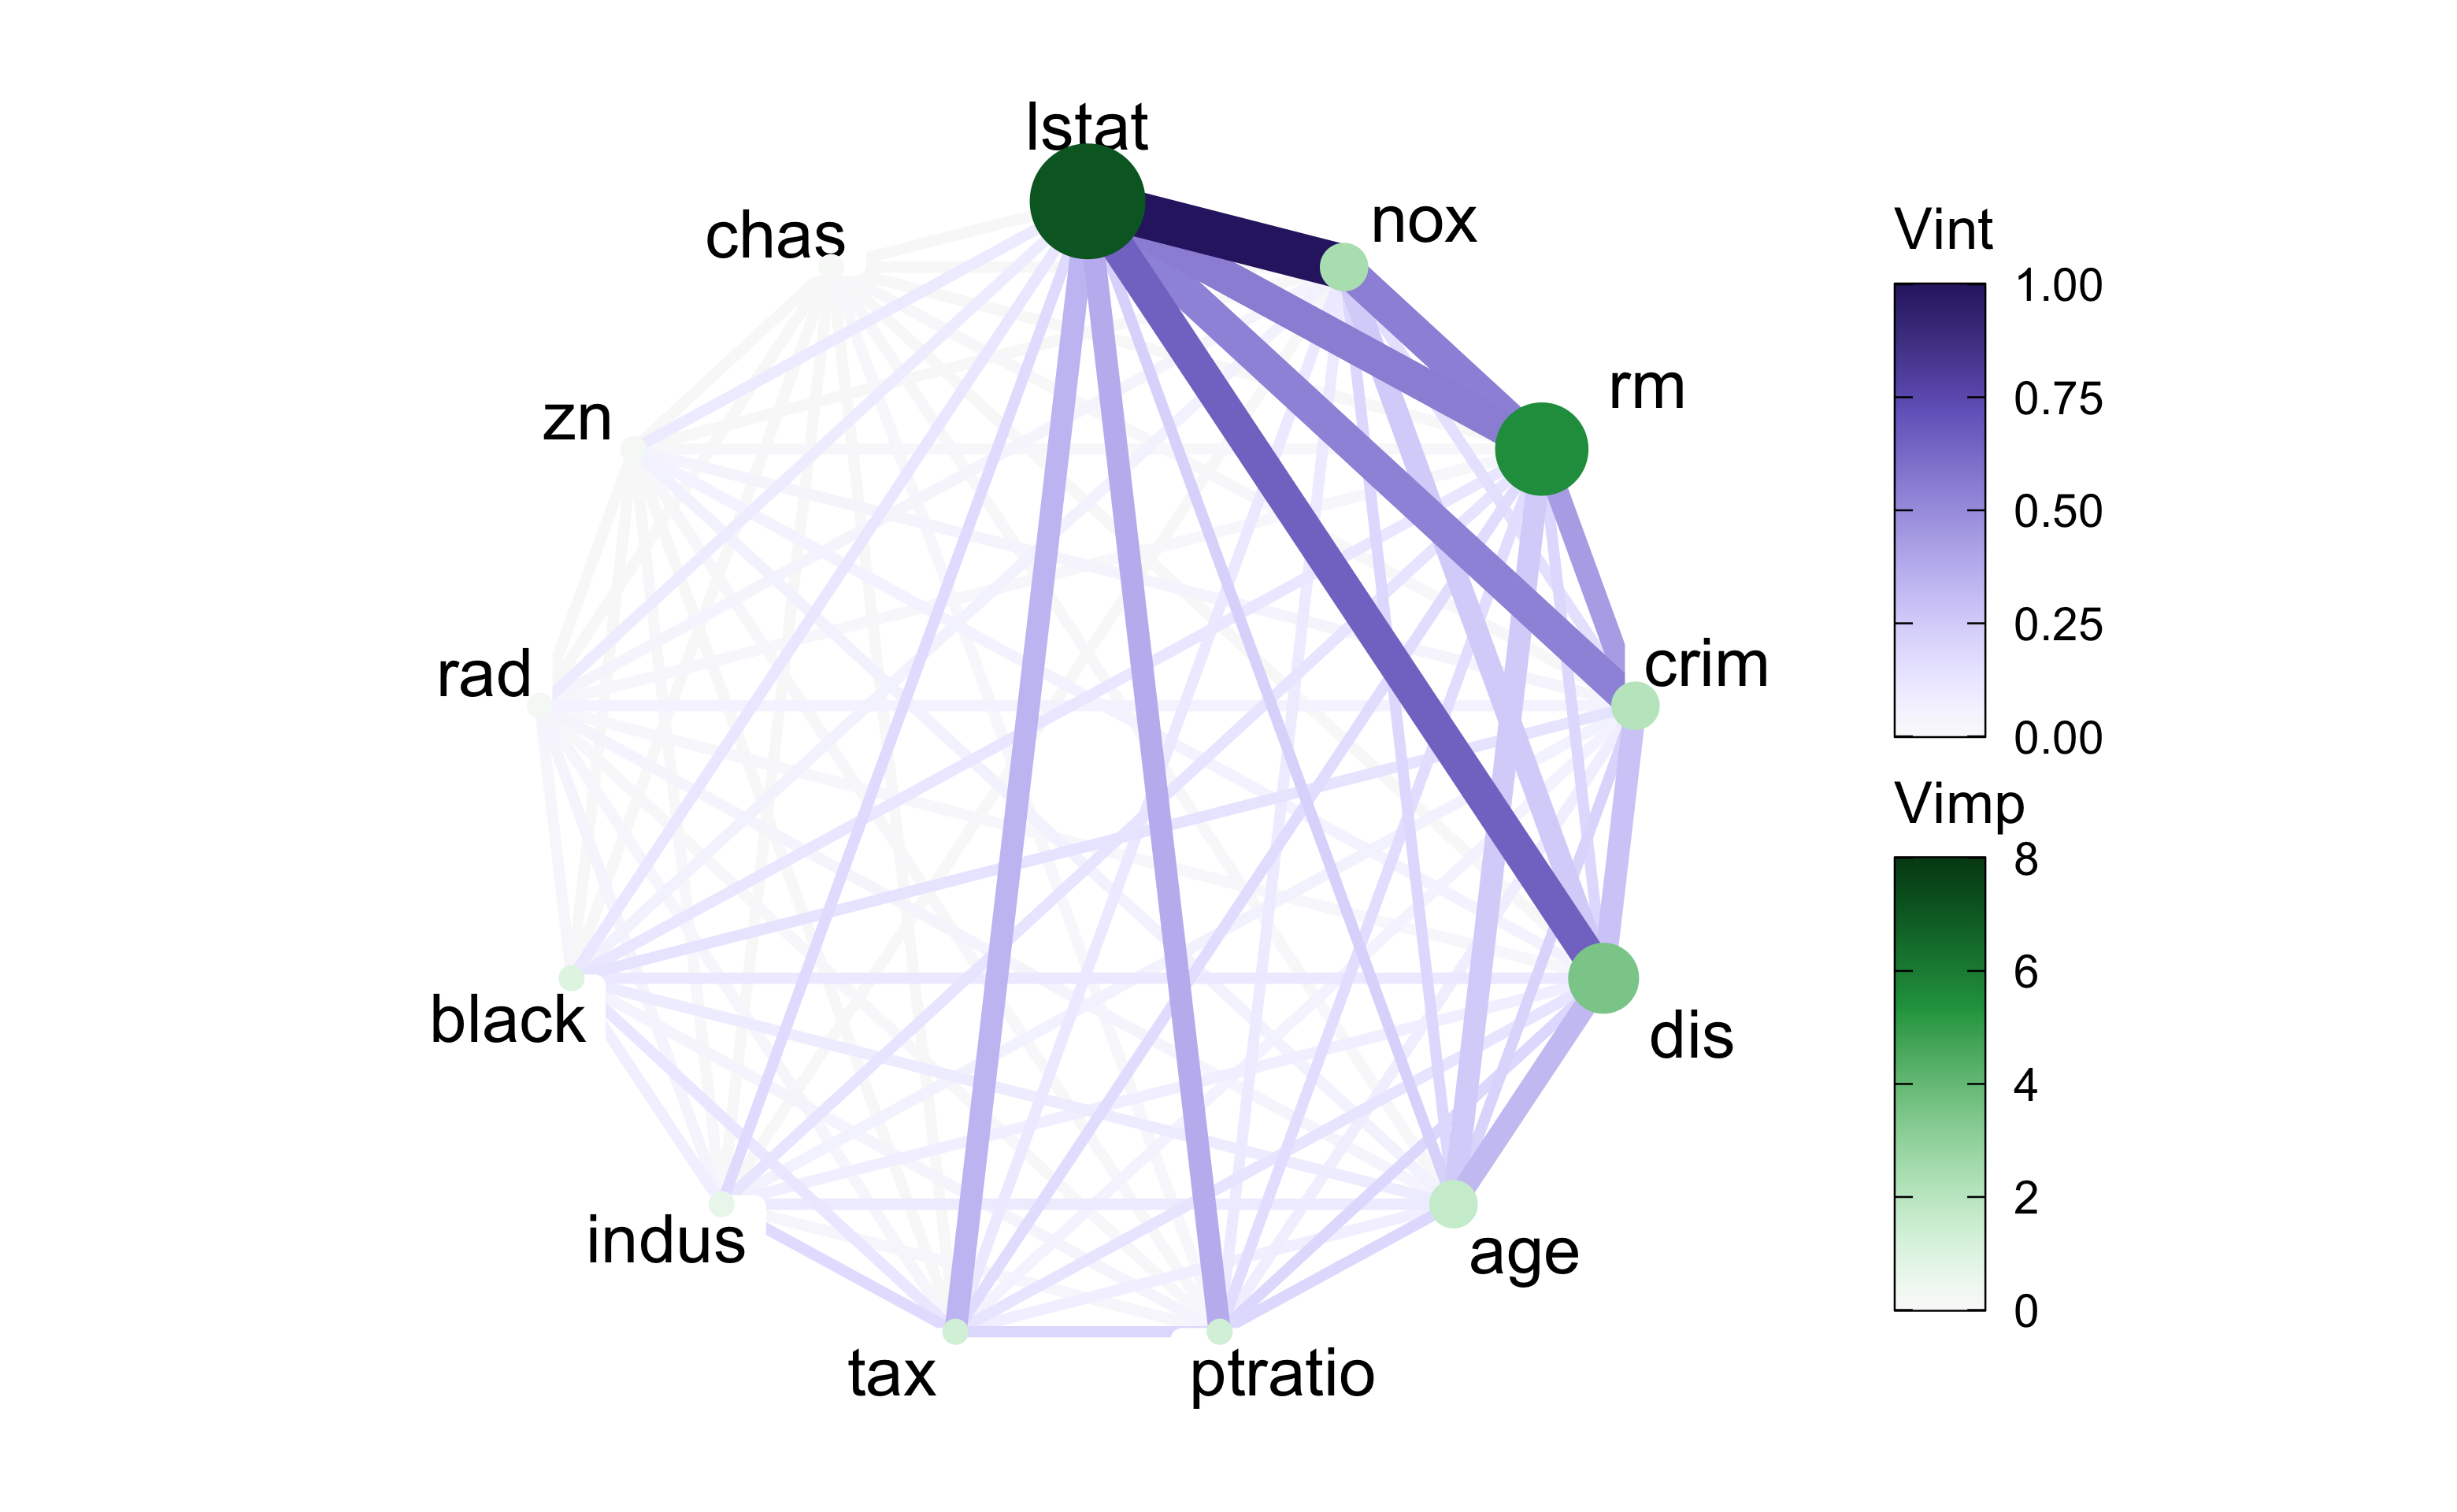 lstat
nox
chas
rm
zn
crim
rad
dis
black
age
indus
tax
ptratio
Vint
1.00
0.75
0.50
0.25
0.00
Vimp
8
6
4
2
0